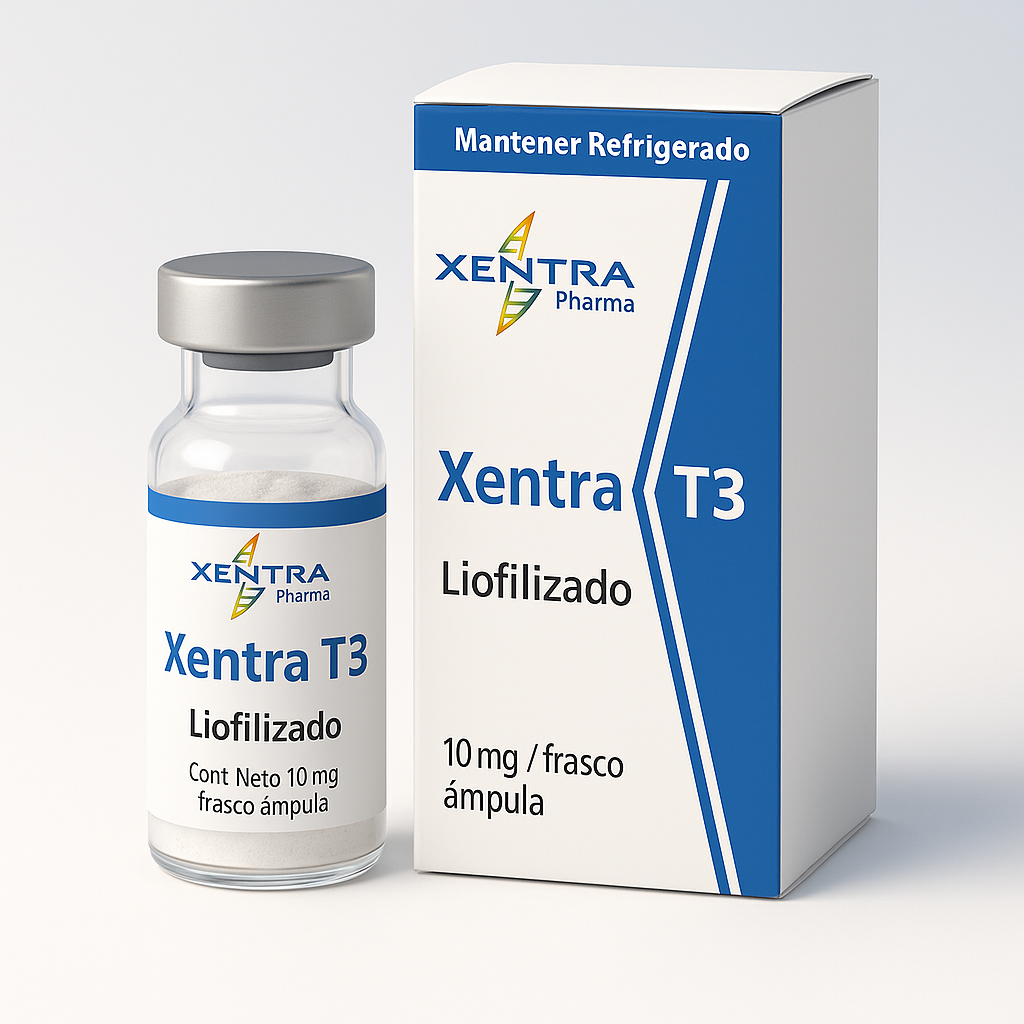 Mantener Refrigerado
XENTRA
Pharma
Xentra T3
Liofilizado
10 mg / frasco
ámpula
XENTRA
Pharma
Xentra T3
Liofilizado
Cont Neto 10 mg
frasco ámpula